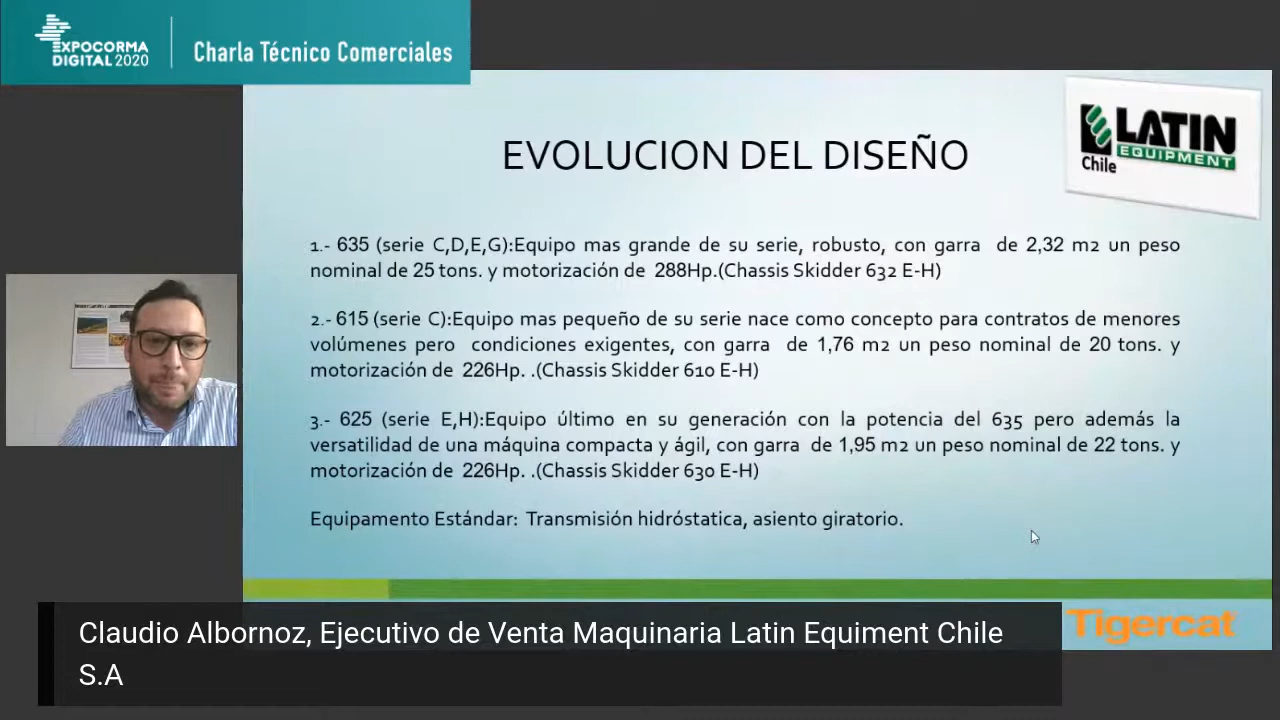 EXPOCORMA
DIGITAL 2020
Charla Técnico Comerciales
LATIN
EQUIPMENT
Chile
EVOLUCION DEL DISEÑO
1.- 635 (serie C,D,E,G):Equipo mas grande de su serie, robusto, con garra de 2,32 m2 un peso
nominal de 25 tons. y motorización de 288Hp.(Chassis Skidder 632 E-H)
2.- 615 (serie C):Equipo mas pequeño de su serie nace como concepto para contratos de menores
volúmenes pero condiciones exigentes, con garra de 1,76 m2 un peso nominal de 20 tons. y
motorización de 226Hp. .(Chassis Skidder 610 E-H)
3.- 625 (serie E,H):Equipo último en su generación con la potencia del 635 pero además la
versatilidad de una máquina compacta y ágil, con garra de 1,95 m2 un peso nominal de 22 tons. y
motorización de 226Hp. .(Chassis Skidder 630 E-H)
Equipamento Estándar: Transmisión hidróstatica, asiento giratorio.
Claudio Albornoz, Ejecutivo de Venta Maquinaria Latin Equiment Chile
S.A
Tigercat